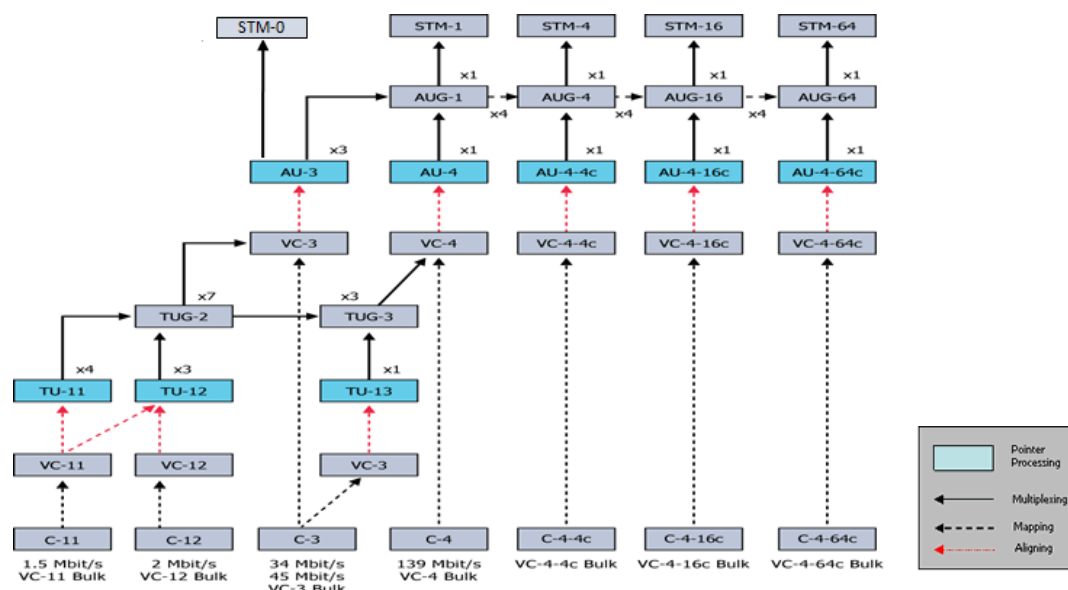 STM-0
STM-1
STM-4
STM-16
STM-64
x1
x1
x1
x1
AUG-1
AUG-4
AUG-16
AUG-64
x4
x4
x4
x3
x1
x1
x1
x1
AU-3
AU-4
AU-4-4c
AU-4-16c
AU-4-64c
VC-3
VC-4
VC-4-4c
VC-4-16c
VC-4-64c
x7
x3
TUG-2
TUG-3
x4
x3
x1
TU-11
TU-12
TU-13
VC-11
VC-12
VC-3
C-11
C-12
C-3
C-4
C-4-4c
C-4-16c
C-4-64c
1.5 Mbit/s
VC-11 Bulk
2 Mbit/s
VC-12 Bulk
34 Mbit/s
45 Mbit/s
VC-3 Bulk
139 Mbit/s
VC-4 Bulk
VC-4-4c Bulk
VC-4-16c Bulk
VC-4-64c Bulk
Pointer
Processing
Multiplexing
Mapping
Aligning